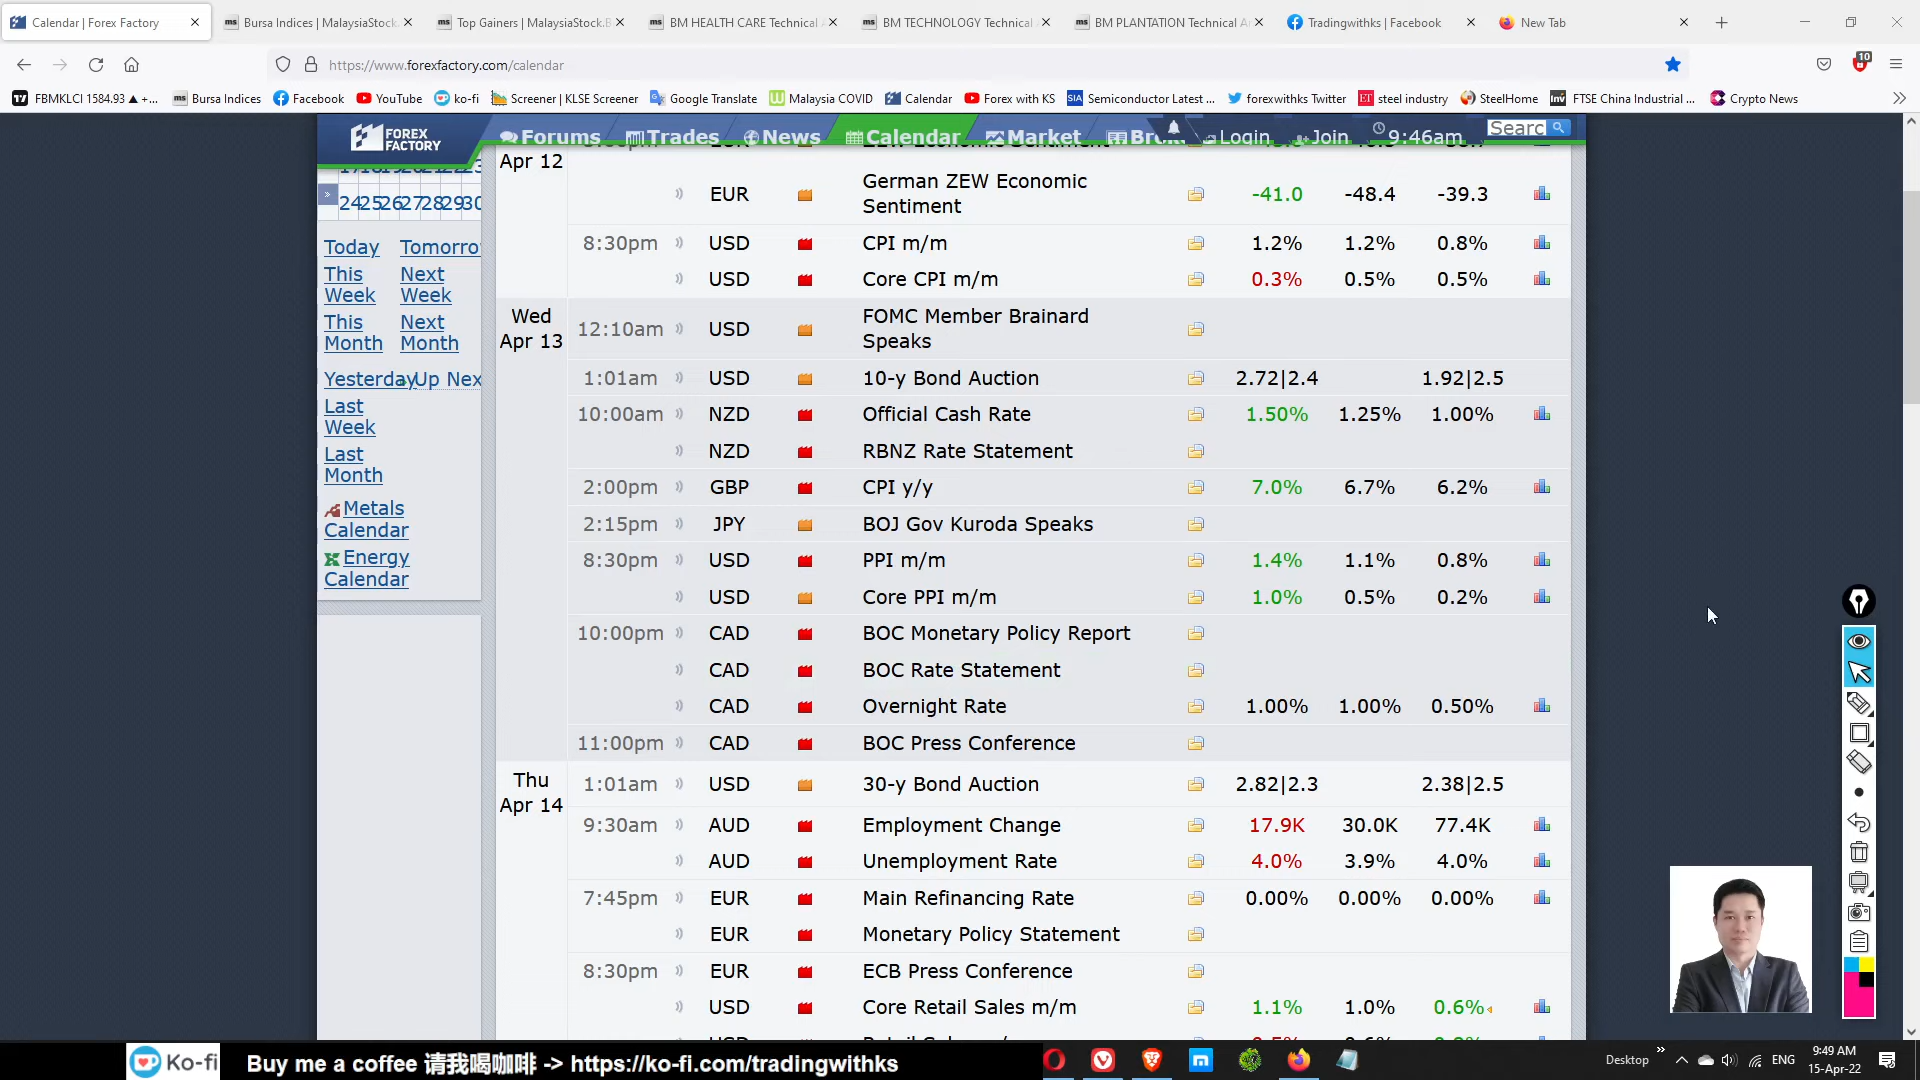 Calendar | Forex Factory
Bursa Indices | MalaysiaStock.
Top Gainers | MalaysiaStock.B
BM HEALTH CARE Technical
BM TECHNOLOGY Technical
BM PLANTATION Technical A
Tradingwithks | Facebook
New Tab
https://www.forexfactory.com/calendar
10
FBMKLCI 1584.93 ▲ +...
Bursa Indices
Facebook
YouTube
ko-fi
Screener | KLSE Screener
Google Translate
Malaysia COVID
Calendar
Forex with KS
Semiconductor Latest ...
forexwithks Twitter
steel industry
SteelHome
FTSE China Industrial ...
Crypto News
FOREX FACTORY
Forums
Trades
News
Calendar
Market
Login
Join
9:46am
Searc
24 25 26 27 28 29 30
Today
Tomorro
This Week
Next Week
This Month
Next Month
Yesterday
Up Nex
Last Week
Last Month
Metals Calendar
Energy Calendar
Apr 12
EUR German ZEW Economic Sentiment -41.0 -48.4 -39.3
8:30pm USD CPI m/m 1.2% 1.2% 0.8%
USD Core CPI m/m 0.3% 0.5% 0.5%
Wed Apr 13
12:10am USD FOMC Member Brainard Speaks
1:01am USD 10-y Bond Auction 2.72|2.4 1.92|2.5
10:00am NZD Official Cash Rate 1.50% 1.25% 1.00%
NZD RBNZ Rate Statement
2:00pm GBP CPI y/y 7.0% 6.7% 6.2%
2:15pm JPY BOJ Gov Kuroda Speaks
8:30pm USD PPI m/m 1.4% 1.1% 0.8%
USD Core PPI m/m 1.0% 0.5% 0.2%
10:00pm CAD BOC Monetary Policy Report
CAD BOC Rate Statement
CAD Overnight Rate 1.00% 1.00% 0.50%
11:00pm CAD BOC Press Conference
Thu Apr 14
1:01am USD 30-y Bond Auction 2.82|2.3 2.38|2.5
9:30am AUD Employment Change 17.9K 30.0K 77.4K
AUD Unemployment Rate 4.0% 3.9% 4.0%
7:45pm EUR Main Refinancing Rate 0.00% 0.00% 0.00%
EUR Monetary Policy Statement
8:30pm EUR ECB Press Conference
USD Core Retail Sales m/m 1.1% 1.0% 0.6%
Ko-fi
Buy me a coffee 请我喝咖啡 -> https://ko-fi.com/tradingwithks
Desktop
ENG
9:49 AM
15-Apr-22